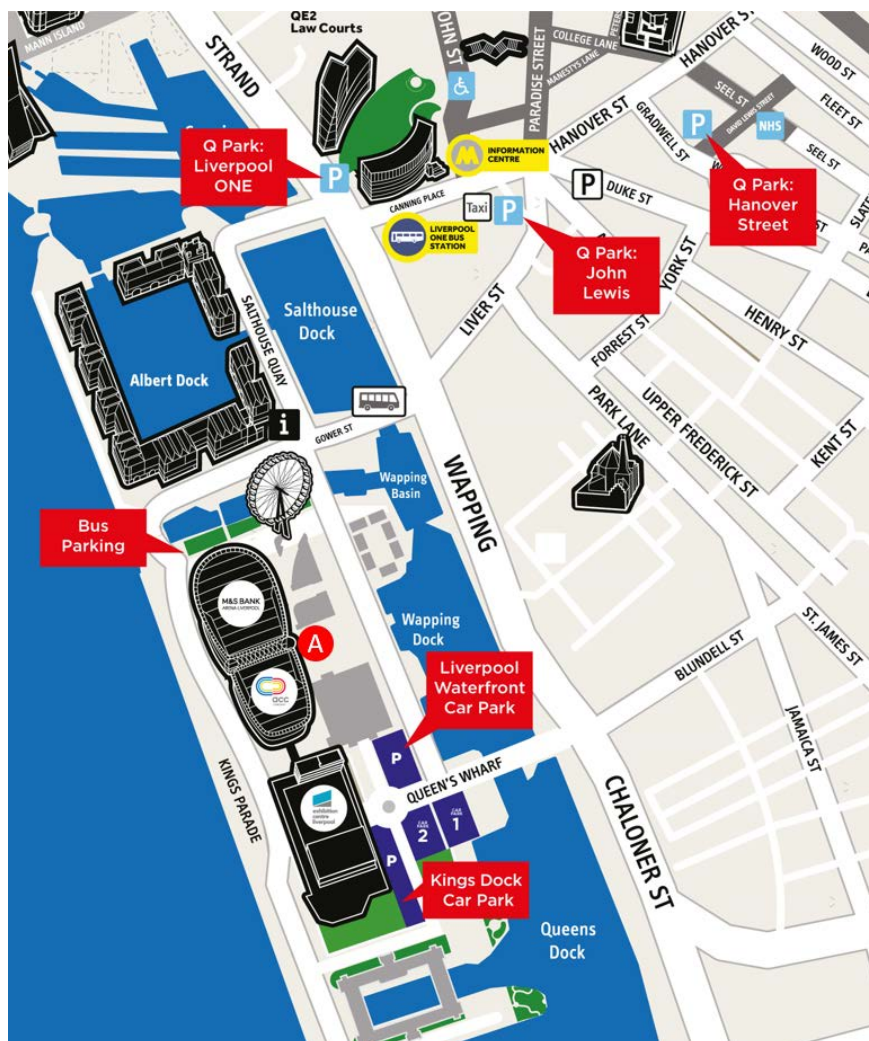 MANN ISLAND
STRAND
QE2
Law Courts
JOHN ST
PARADISE STREET
COLLEGE LANE
MANESTYS LANE
PETERS
HANOVER ST
WOOD ST
FLEET ST
SEEL ST
DAVID LEWIS STREET
GRADWELL ST
P
NHS
SEEL ST
HANOVER ST
Q Park:
Liverpool
ONE
P
M
INFORMATION
CENTRE
CANNING PLACE
Taxi
P
P
DUKE ST
Q Park:
Hanover
Street
LIVERPOOL
ONE BUS
STATION
Q Park:
John
Lewis
YORK ST
HENRY ST
LIVER ST
FORREST ST
SALTHOUSE QUAY
Salthouse
Dock
Albert Dock
i
GOWER ST
PARK LANE
UPPER FREDERICK ST
KENT ST
WAPPING
Wapping
Basin
Bus
Parking
M&S BANK
ARENA LIVERPOOL
A
acc
Wapping
Dock
ST. JAMES ST
BLUNDELL ST
JAMAICA ST
Liverpool
Waterfront
Car Park
P
QUEEN'S WHARF
KINGS PARADE
exhibition
centre
liverpool
CAR
PARK
1
CAR
PARK
2
P
Kings Dock
Car Park
CHALONER ST
Queens
Dock